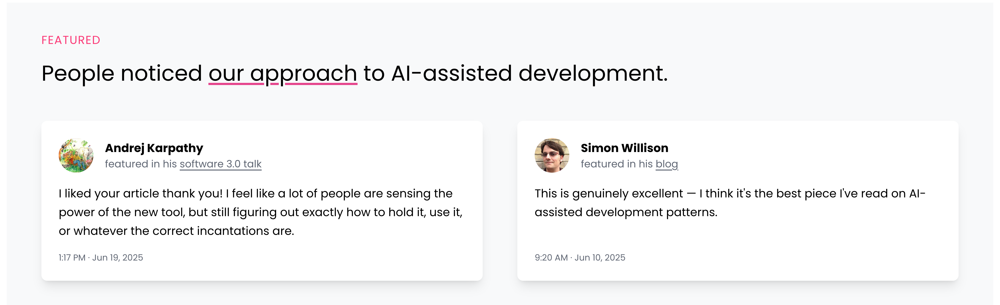 FEATURED
People noticed our approach to AI-assisted development.
Andrej Karpathy
featured in his software 3.0 talk
I liked your article thank you! I feel like a lot of people are sensing the
power of the new tool, but still figuring out exactly how to hold it, use it,
or whatever the correct incantations are.
1:17 PM · Jun 19, 2025
Simon Willison
featured in his blog
This is genuinely excellent — I think it's the best piece I've read on AI-
assisted development patterns.
9:20 AM · Jun 10, 2025